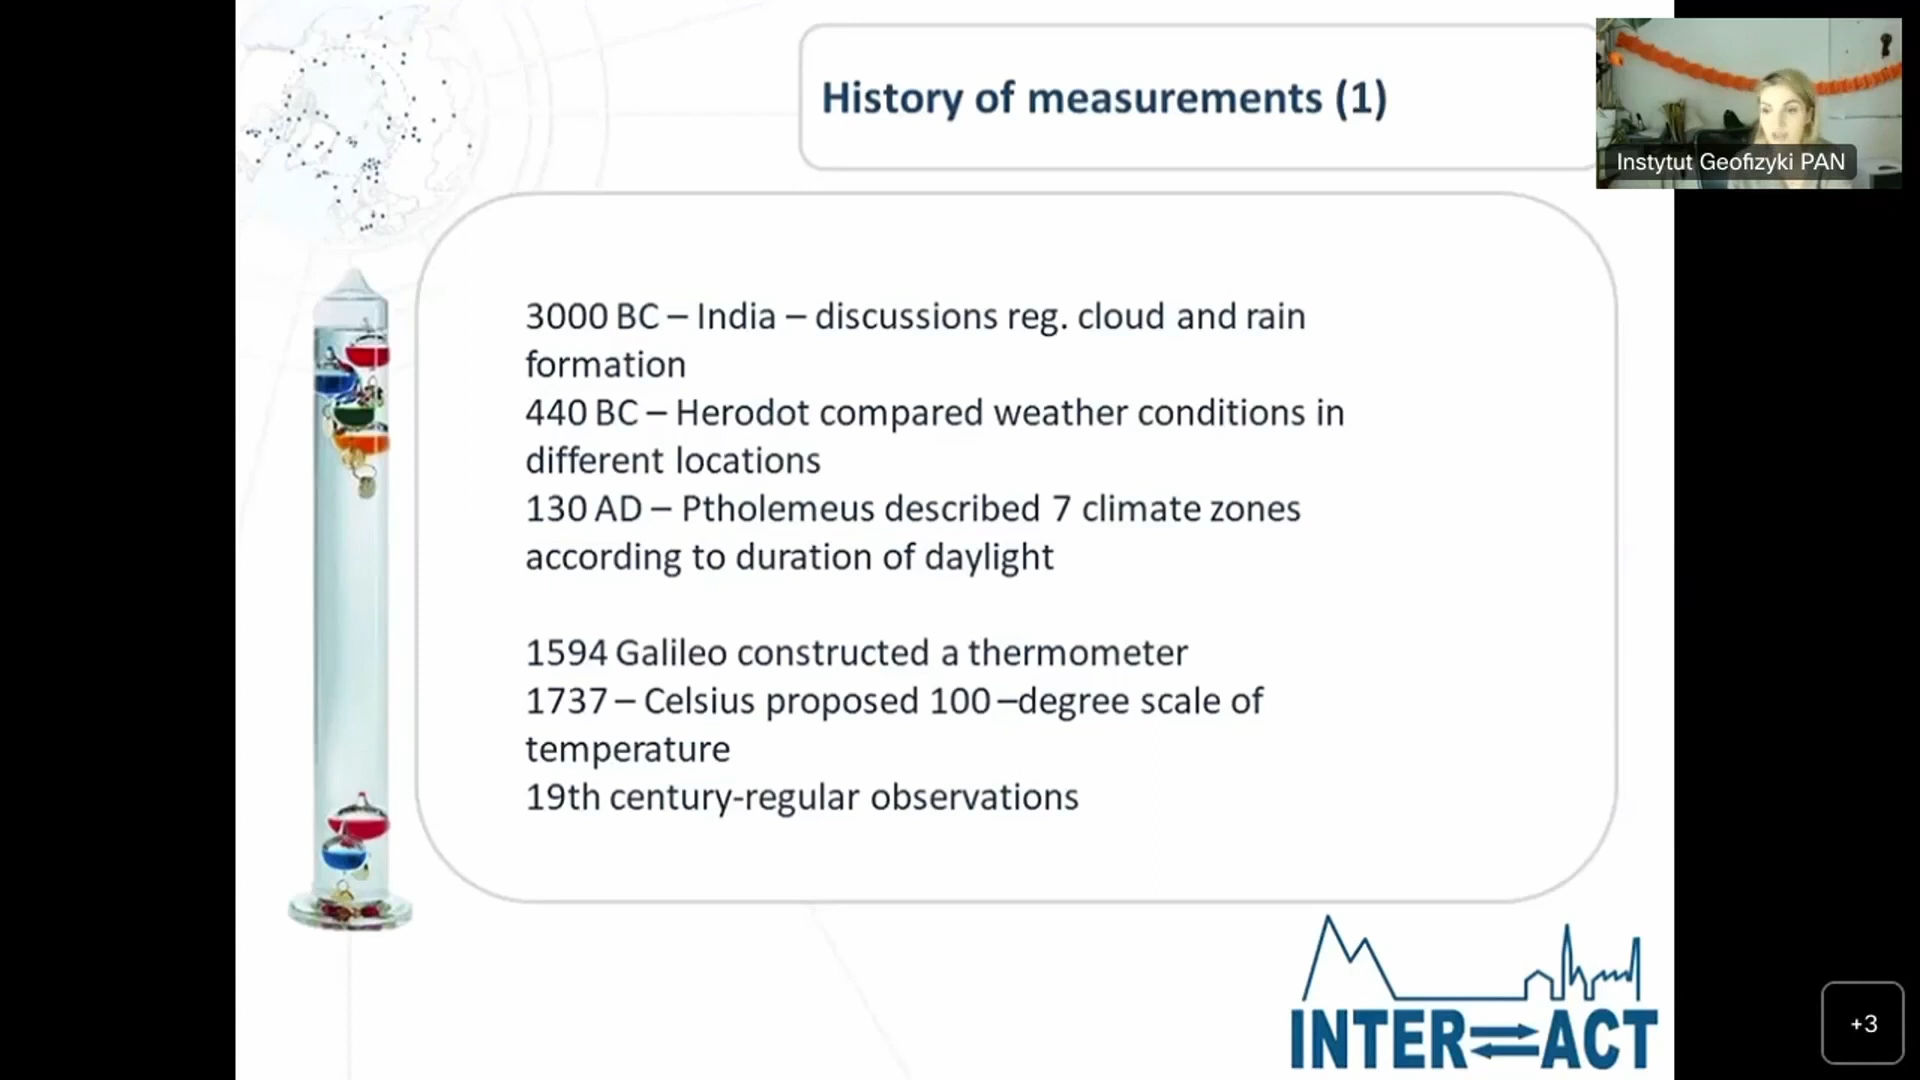 History of measurements (1)
Instytut Geofizyki PAN
3000 BC – India – discussions reg. cloud and rain
formation
440 BC – Herodot compared weather conditions in
different locations
130 AD – Ptholemeus described 7 climate zones
according to duration of daylight
1594 Galileo constructed a thermometer
1737 – Celsius proposed 100 –degree scale of
temperature
19th century-regular observations
INTER ACT
+3